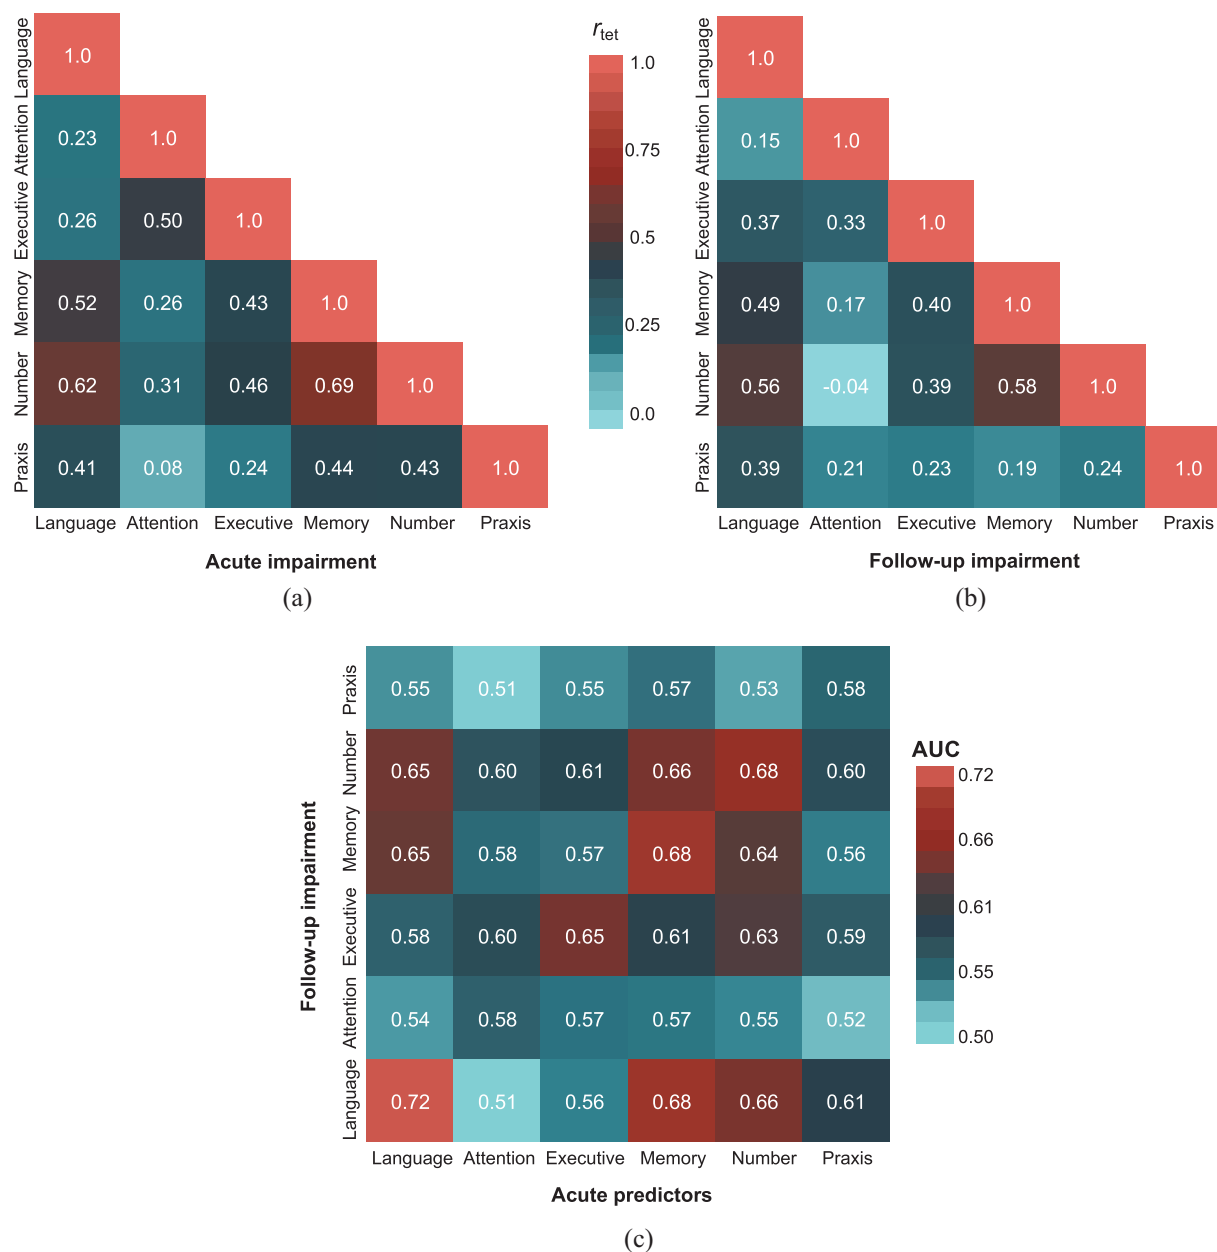 Language
1.0
Attention
0.23 1.0
Executive
0.26 0.50 1.0
Memory
0.52 0.26 0.43 1.0
Number
0.62 0.31 0.46 0.69 1.0
Praxis
0.41 0.08 0.24 0.44 0.43 1.0
Language Attention Executive Memory Number Praxis
Acute impairment
(a)
rtet
1.0
0.75
0.5
0.25
0.0
Language
1.0
Attention
0.15 1.0
Executive
0.37 0.33 1.0
Memory
0.49 0.17 0.40 1.0
Number
0.56 -0.04 0.39 0.58 1.0
Praxis
0.39 0.21 0.23 0.19 0.24 1.0
Language Attention Executive Memory Number Praxis
Follow-up impairment
(b)
Follow-up impairment
Praxis
0.55 0.51 0.55 0.57 0.53 0.58
Number
0.65 0.60 0.61 0.66 0.68 0.60
Memory
0.65 0.58 0.57 0.68 0.64 0.56
Executive
0.58 0.60 0.65 0.61 0.63 0.59
Attention
0.54 0.58 0.57 0.57 0.55 0.52
Language
0.72 0.51 0.56 0.68 0.66 0.61
Language Attention Executive Memory Number Praxis
Acute predictors
AUC
0.72
0.66
0.61
0.55
0.50
(c)